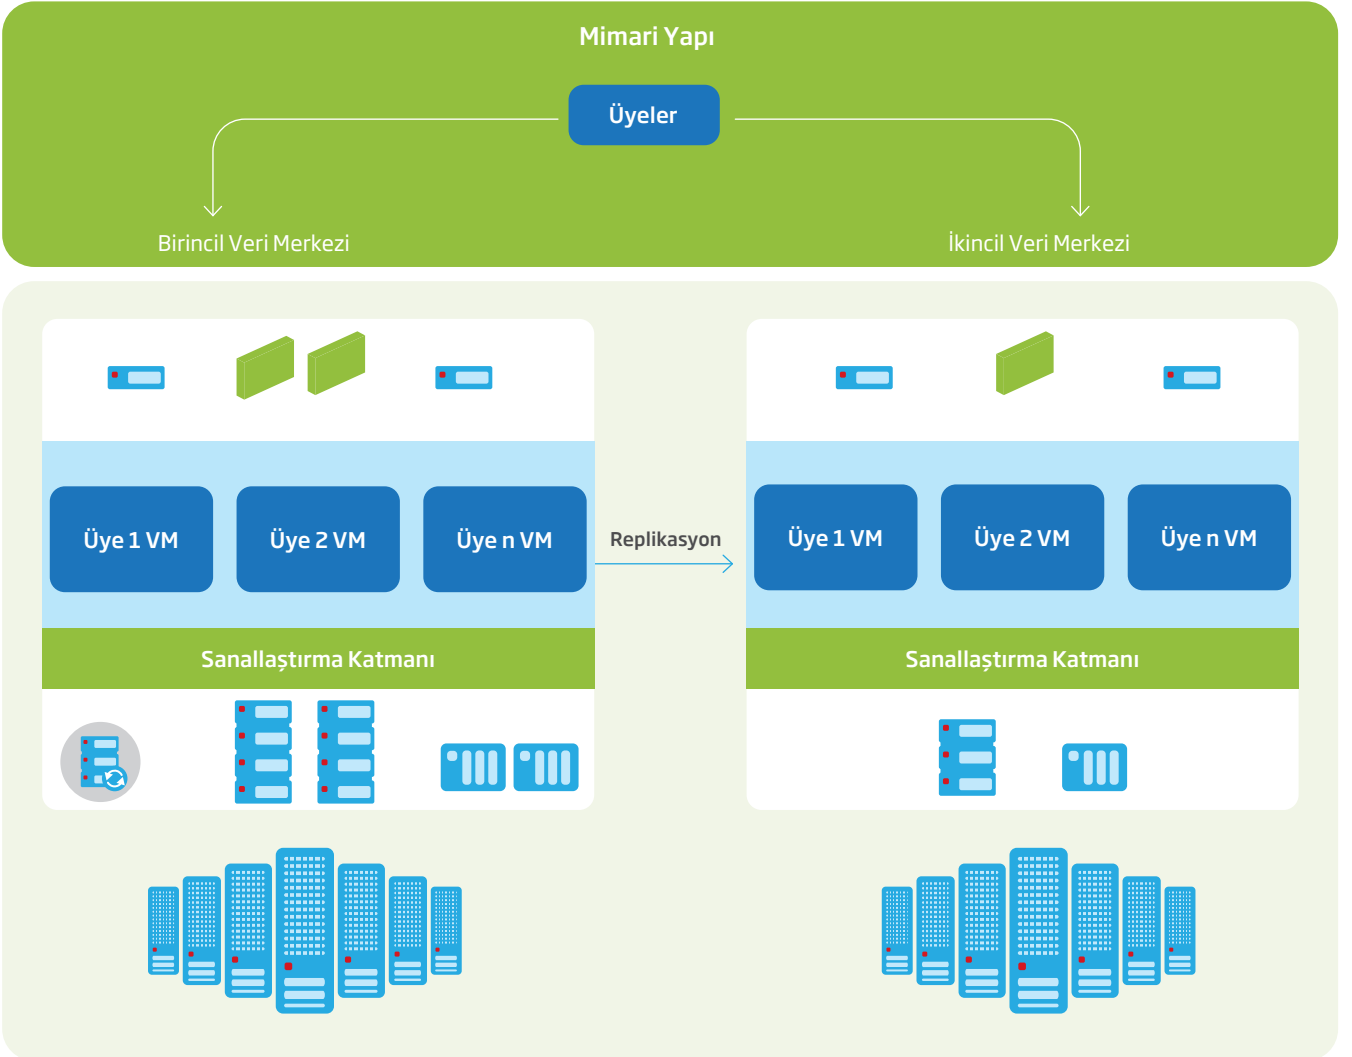 Mimari Yapı
Üyeler
Birincil Veri Merkezi
İkincil Veri Merkezi
Üye 1 VM
Üye 2 VM
Üye n VM
Replikasyon
Üye 1 VM
Üye 2 VM
Üye n VM
Sanallaştırma Katmanı
Sanallaştırma Katmanı